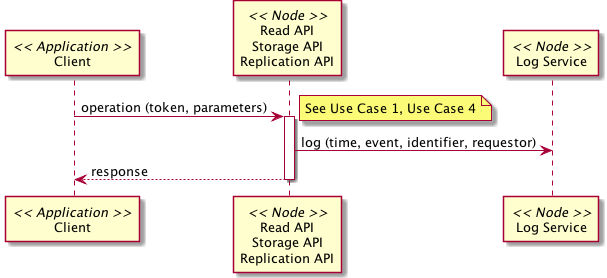 << Application >>
Client
<< Node >>
Read API
Storage API
Replication API
<< Node >>
Log Service
operation (token, parameters)
See Use Case 1, Use Case 4
log (time, event, identifier, requestor)
response
<< Application >>
Client
<< Node >>
Read API
Storage API
Replication API
<< Node >>
Log Service